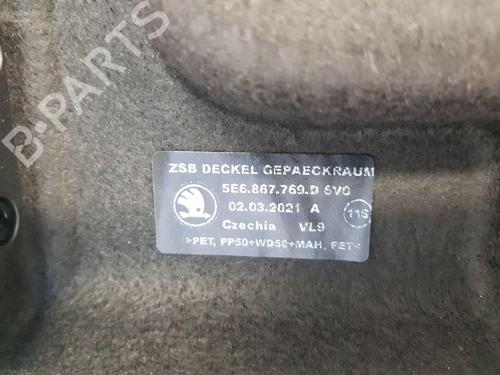 B-PARTS
ZSB DECKEL GEPAECKRAUM
5E6.867.769.D 6V0
02.03.2021 A
11S
Czechia VL9
>PET, PP50+WD50+MAH, PET<